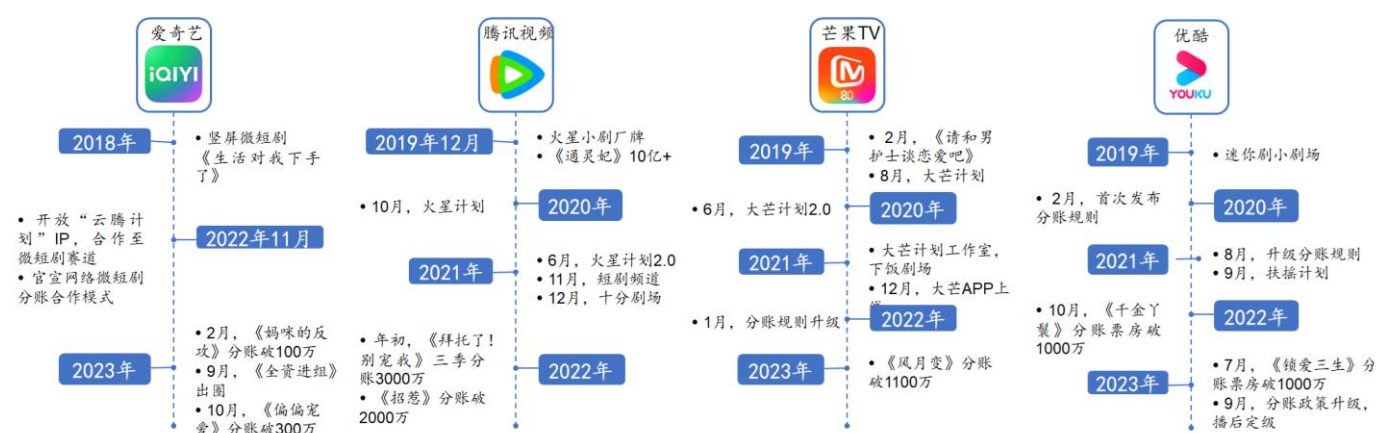 爱奇艺
iQIYI
2018年
• 竖屏微短剧
《生活对我下手
了》
• 开放“云腾计
划”IP，合作至
微短剧赛道
• 官宣网络微短剧
分账合作模式
2022年11月
2023年
• 2月，《妈咪的反
攻》分账破100万
• 9月，《全资进组》
出圈
• 10月，《偏偏宠
爱》分账破300万
腾讯视频
2019年12月
• 火星小剧厂牌
• 《通灵妃》10亿+
• 10月，火星计划
2020年
2021年
• 6月，火星计划2.0
• 11月，短剧频道
• 12月，十分剧场
• 年初，《拜托了！
别宠我》三季分
账3000万
• 《招惹》分账破
2000万
2022年
芒果TV
80
2019年
• 2月，《请和男
护士谈恋爱吧》
• 8月，大芒计划
• 6月，大芒计划2.0
2020年
2021年
• 大芒计划工作室，
下饭剧场
• 12月，大芒APP上
• 1月，分账规则升级
2022年
2023年
• 《风月变》分账
破1100万
优酷
YOUKU
2019年
• 迷你剧小剧场
• 2月，首次发布
分账规则
2020年
2021年
• 8月，升级分账规则
• 9月，扶摇计划
• 10月，《千金丫
鬟》分账票房破
1000万
2022年
2023年
• 7月，《锁爱三生》分
账票房破1000万
• 9月，分账政策升级，
播后定级